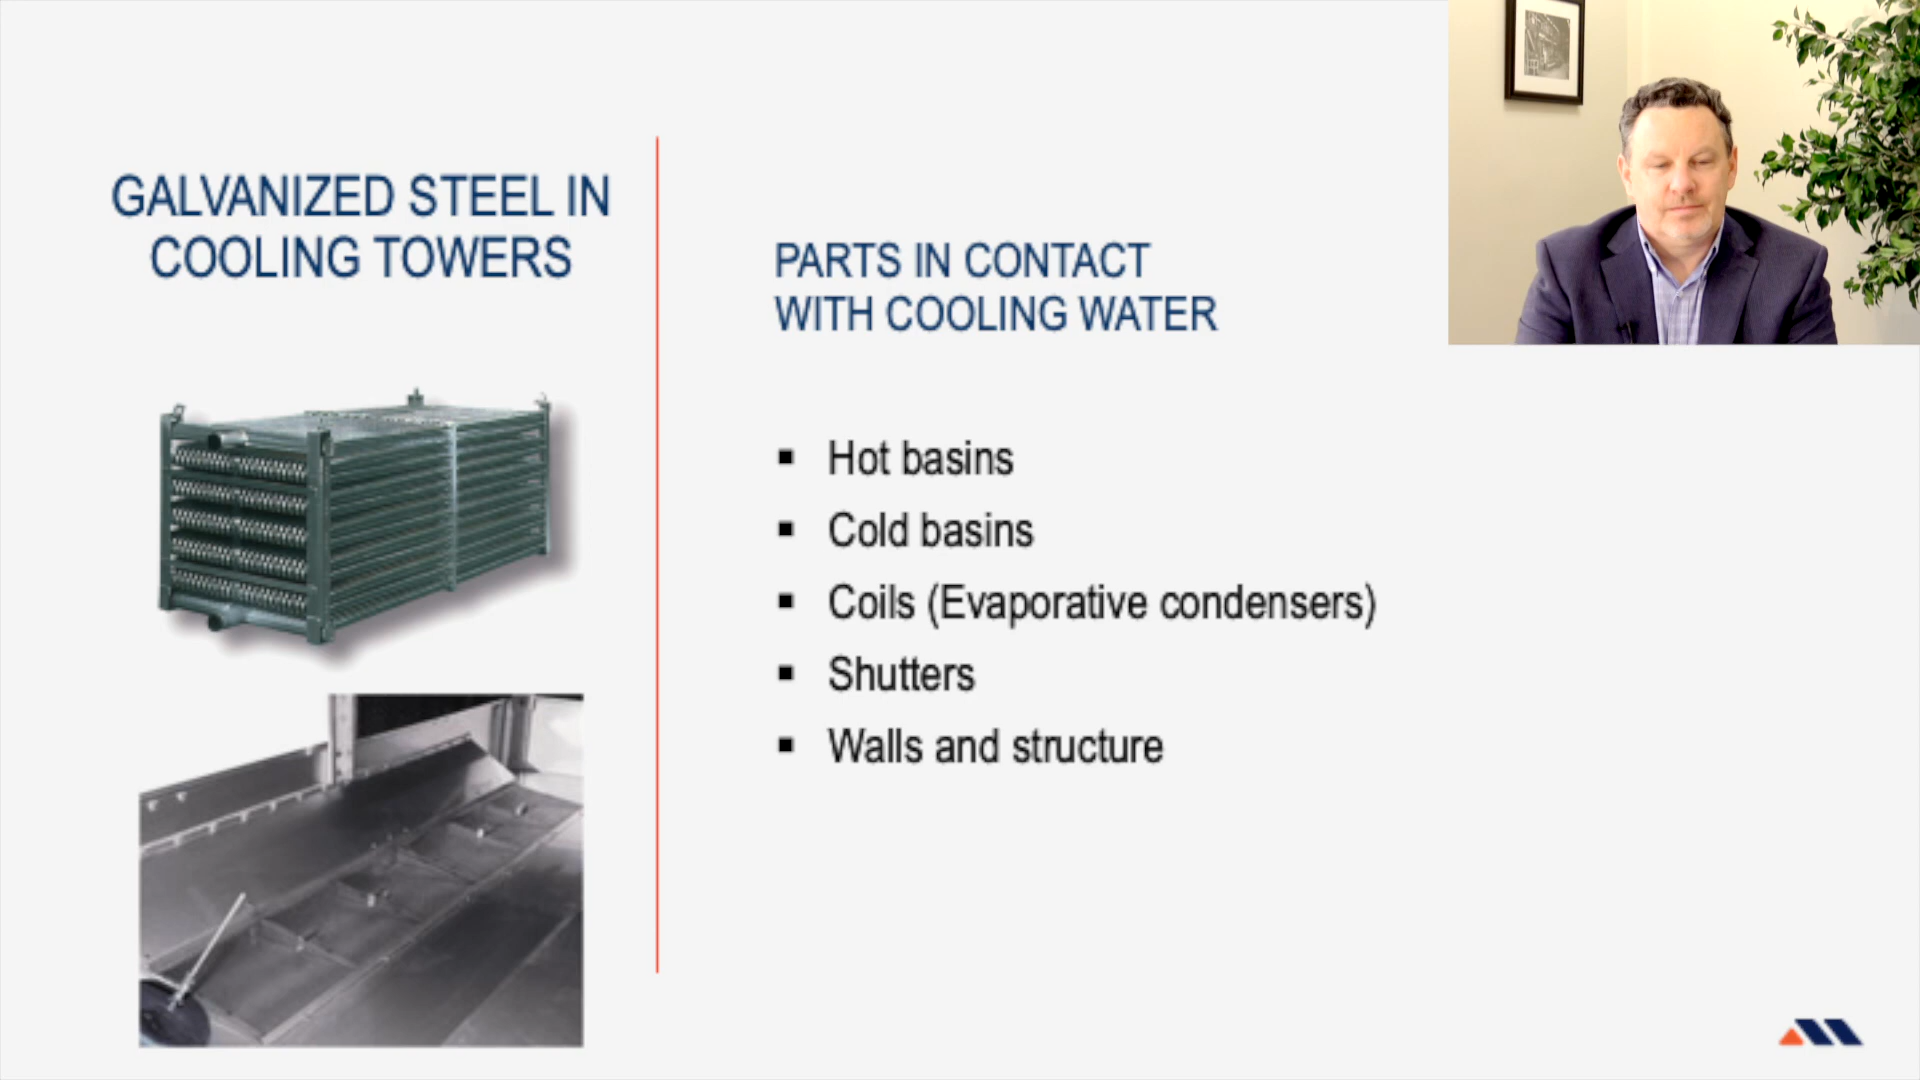 GALVANIZED STEEL IN
COOLING TOWERS
PARTS IN CONTACT
WITH COOLING WATER
▪ Hot basins
▪ Cold basins
▪ Coils (Evaporative condensers)
▪ Shutters
▪ Walls and structure